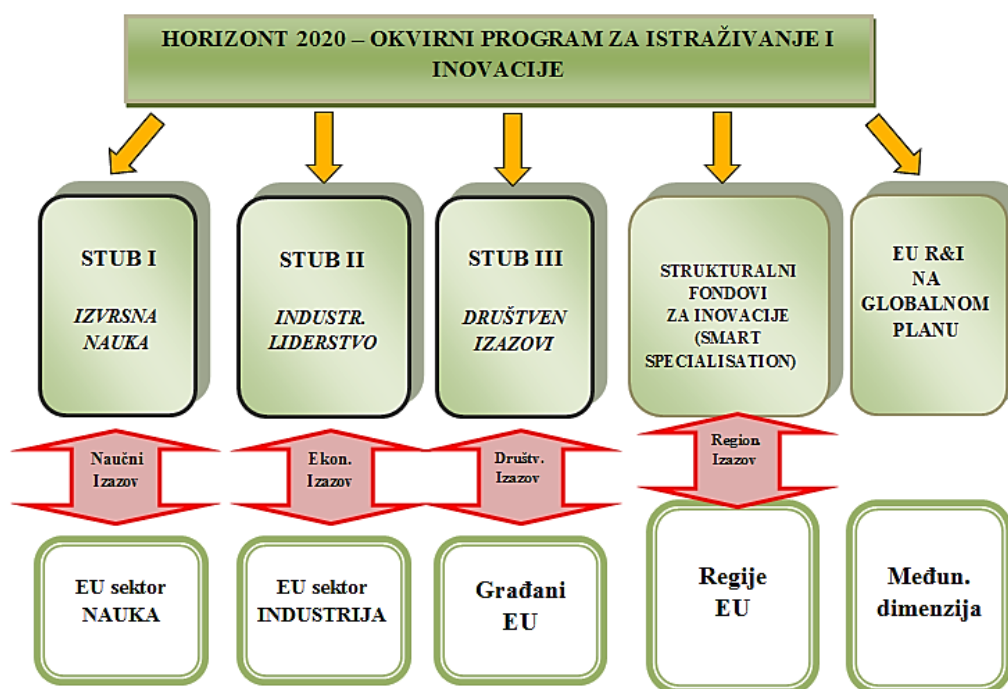 HORIZONT 2020 – OKVIRNI PROGRAM ZA ISTRAŽIVANJE I
INOVACIJE
STUB I
IZVRSNA
NAUKA
STUB II
INDUSTR.
LIDERSTVO
STUB III
DRUŠTVEN
IZAZOVI
STRUKTURALNI
FONDOVI
ZA INOVACIJE
(SMART
SPECIALISATION)
EU R&I
NA
GLOBALNOM
PLANU
Naučni
Izazov
Ekon.
Izazov
Društv.
Izazov
Region.
Izazov
EU sektor
NAUKA
EU sektor
INDUSTRIJA
Građani
EU
Regije
EU
Međun.
dimenzija